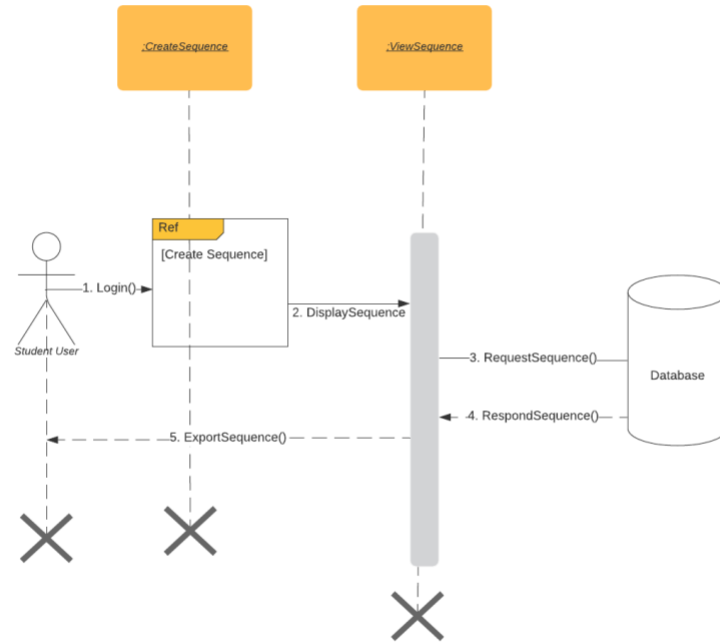 :CreateSequence
:ViewSequence
Ref
[Create Sequence]
1. Login()
2. DisplaySequence
Student User
3. RequestSequence()
Database
4. RespondSequence()
5. ExportSequence()